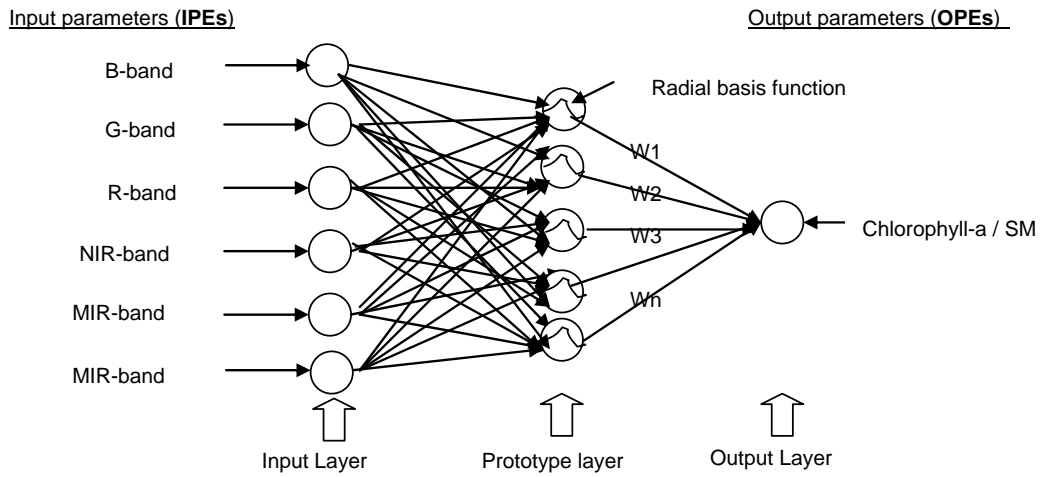 Input parameters (IPEs)
Output parameters (OPEs)
B-band
Radial basis function
G-band
W1
R-band
W2
Chlorophyll-a / SM
W3
NIR-band
Wn
MIR-band
MIR-band
Input Layer
Prototype layer
Output Layer